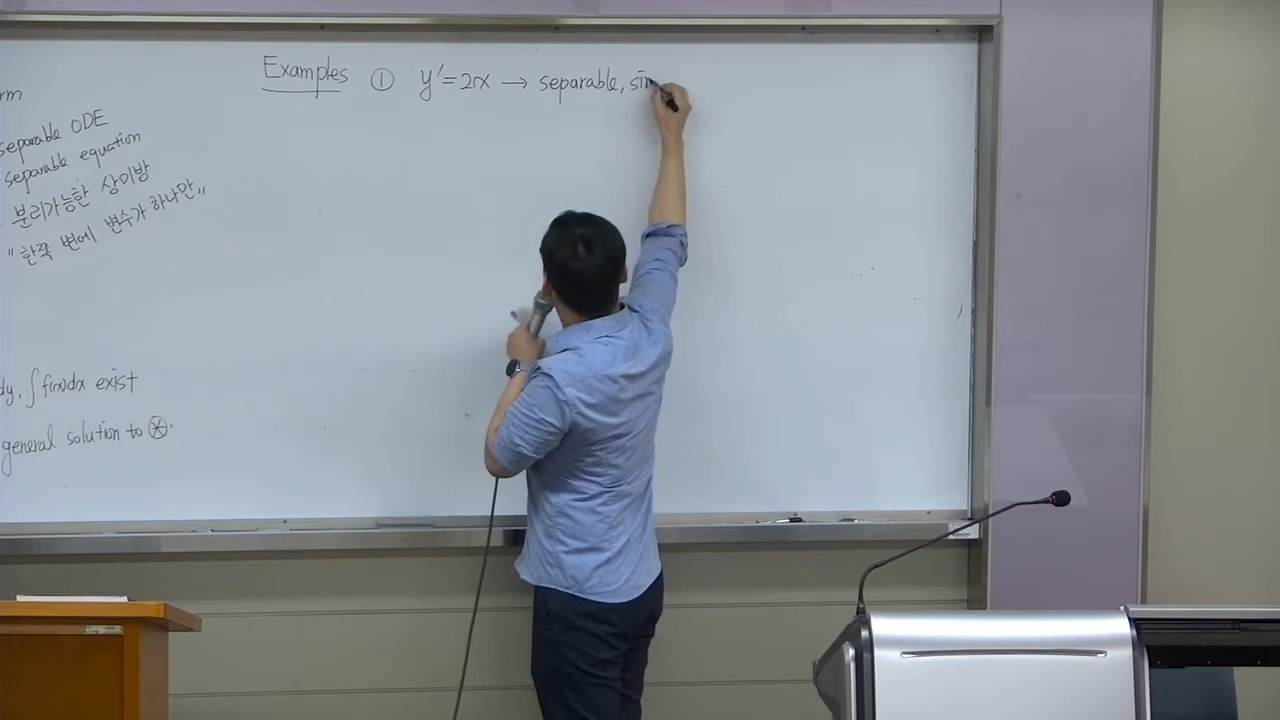 Examples ① y' = 2x → separable, sin
rm
separable ODE
separable equation
분리가능한 상미방
"한쪽 변에 변수가 하나만"
dy, ∫f(x)dx exist.
general solution to ⊛.